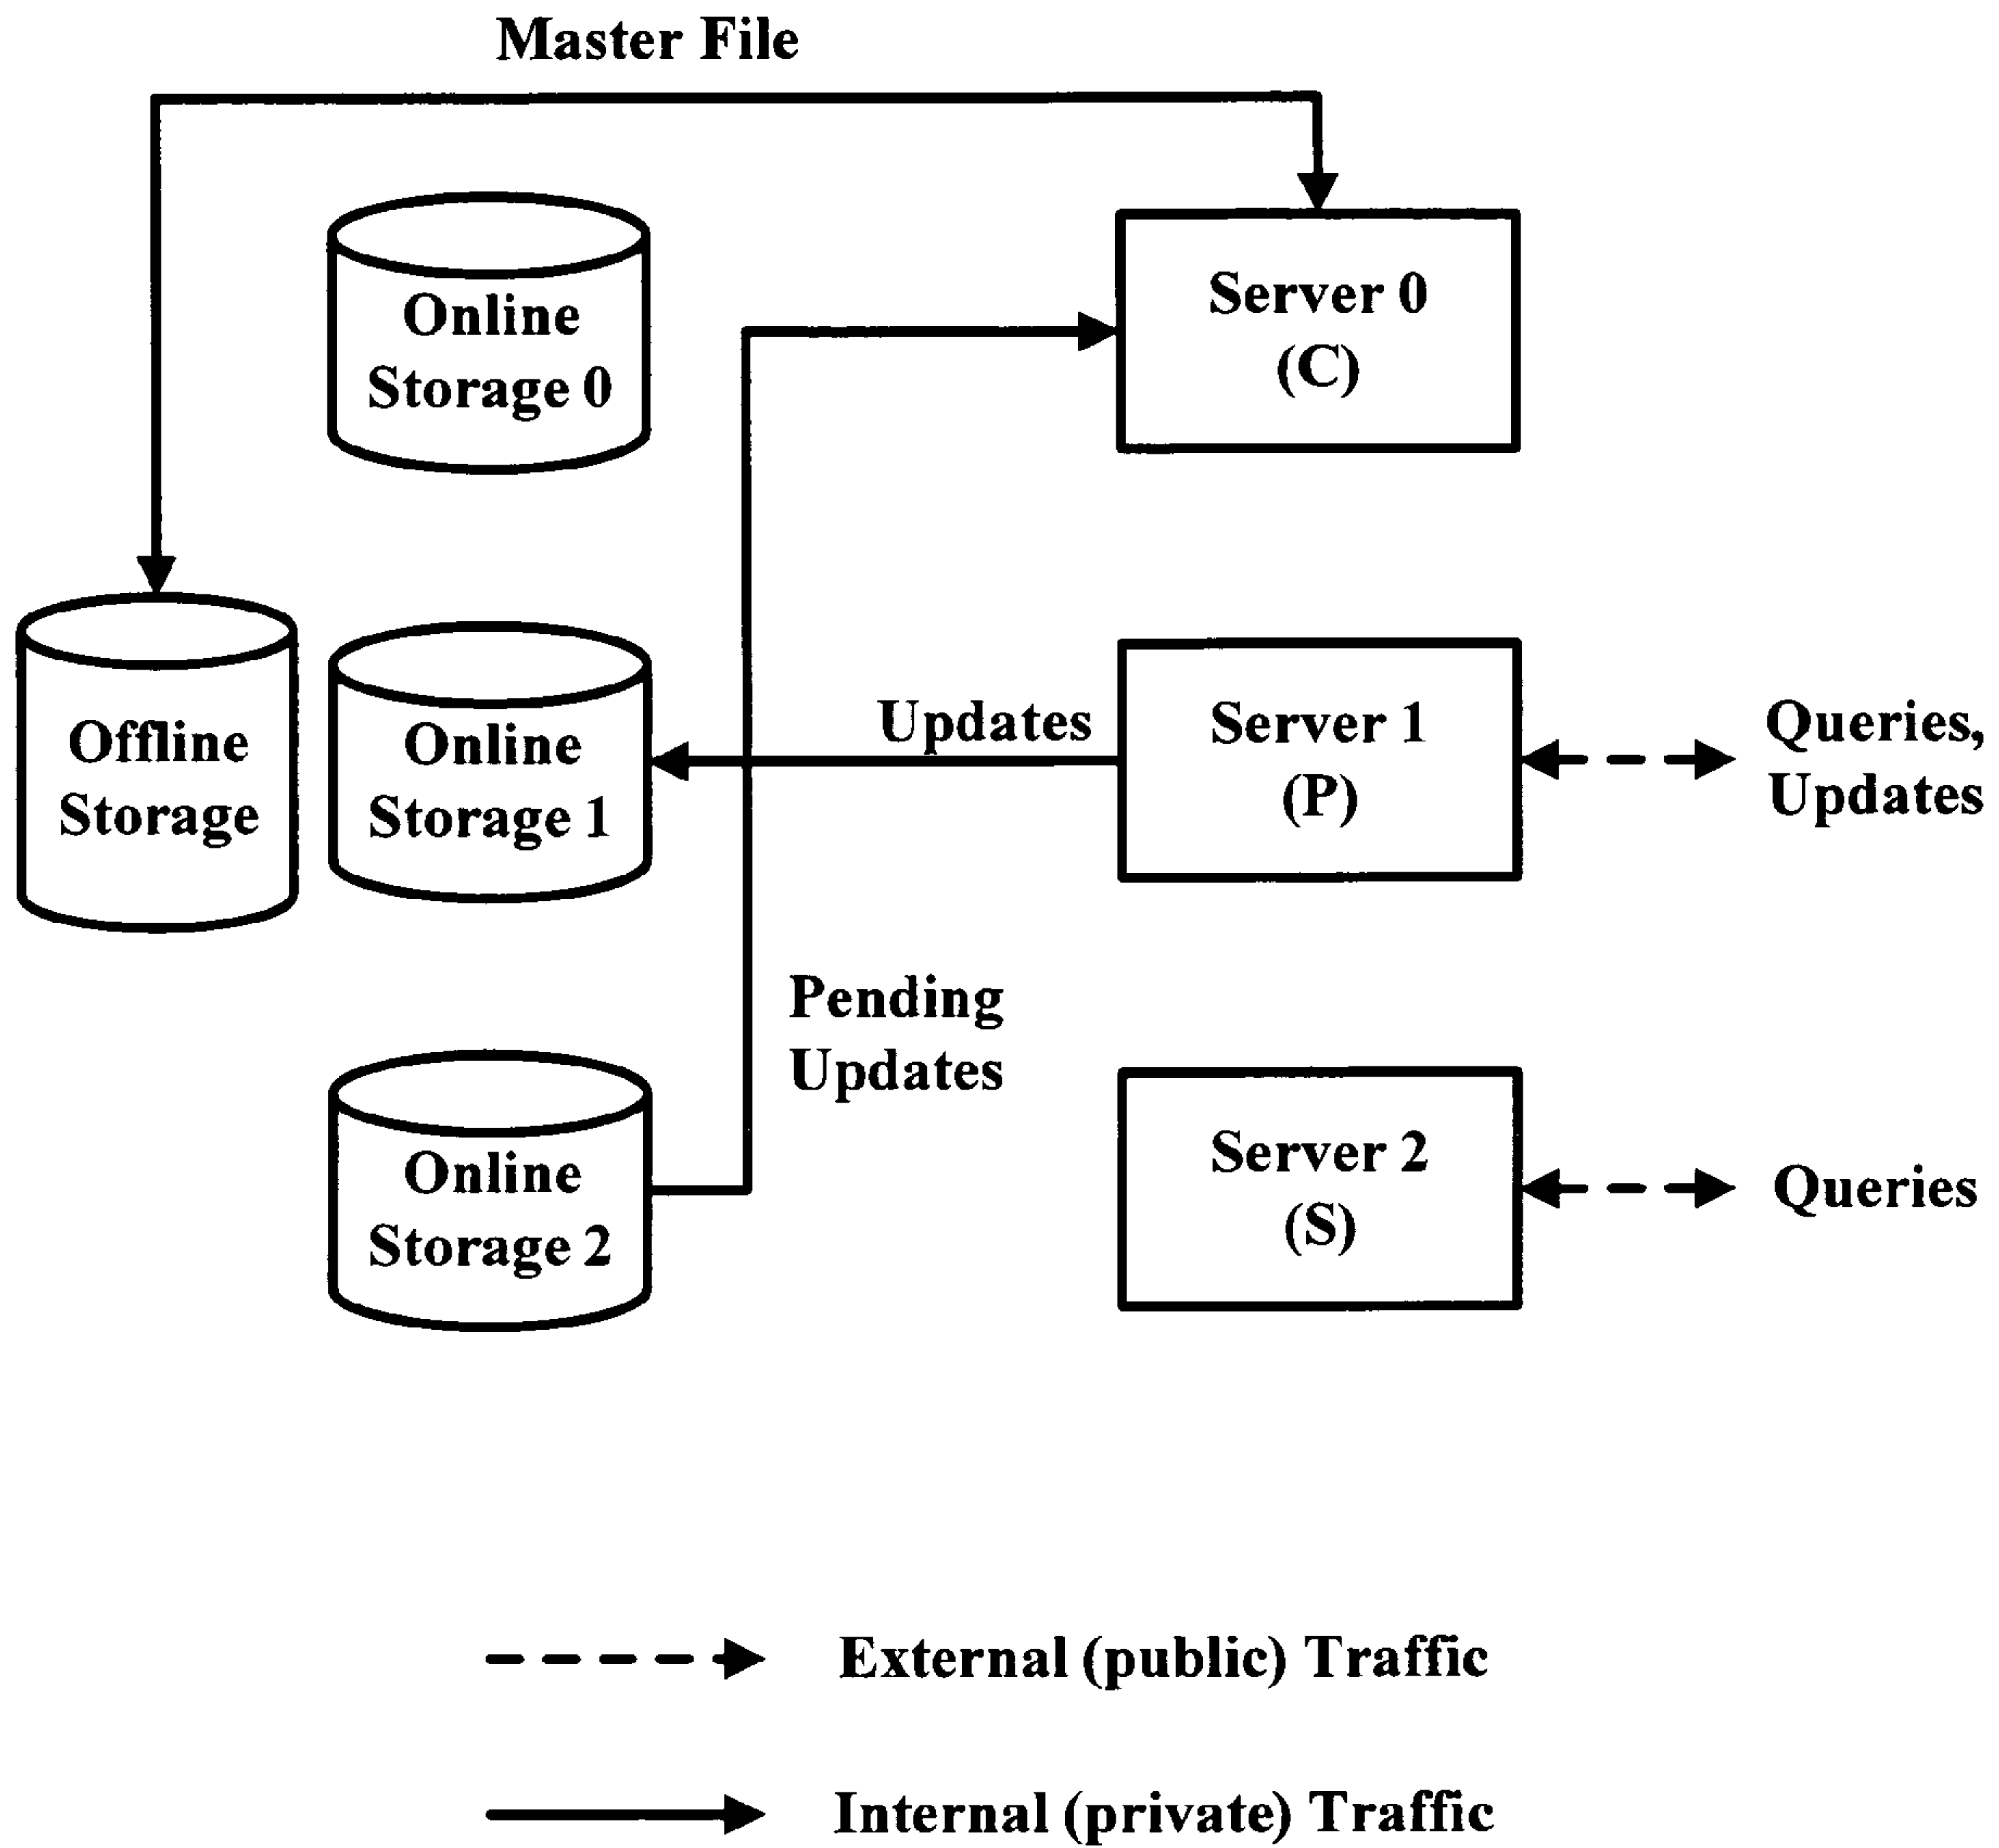 Master File
Online
Storage 0
Server 0
(C)
Offline
Storage
Online
Storage 1
Updates
Server 1
(P)
Queries,
Updates
Pending
Updates
Online
Storage 2
Server 2
(S)
Queries
External (public) Traffic
Internal (private) Traffic